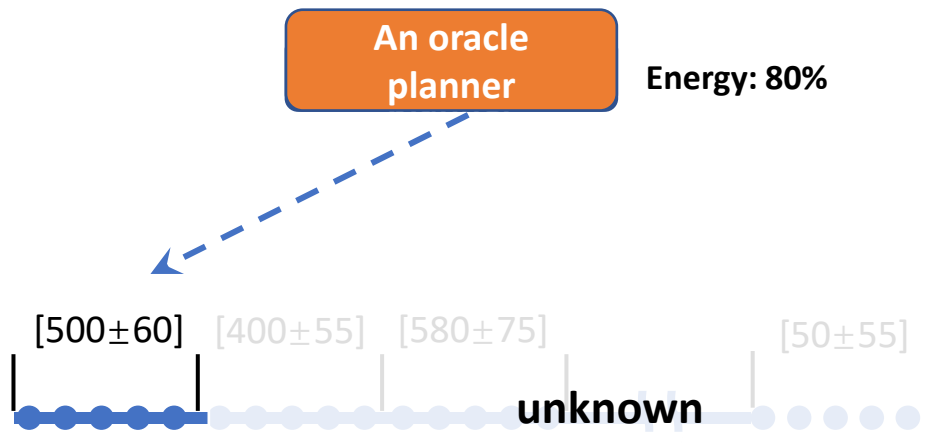 An oracle
planner
Energy: 80%
[500±60]
[400±55]
[580±75]
[50±55]
unknown